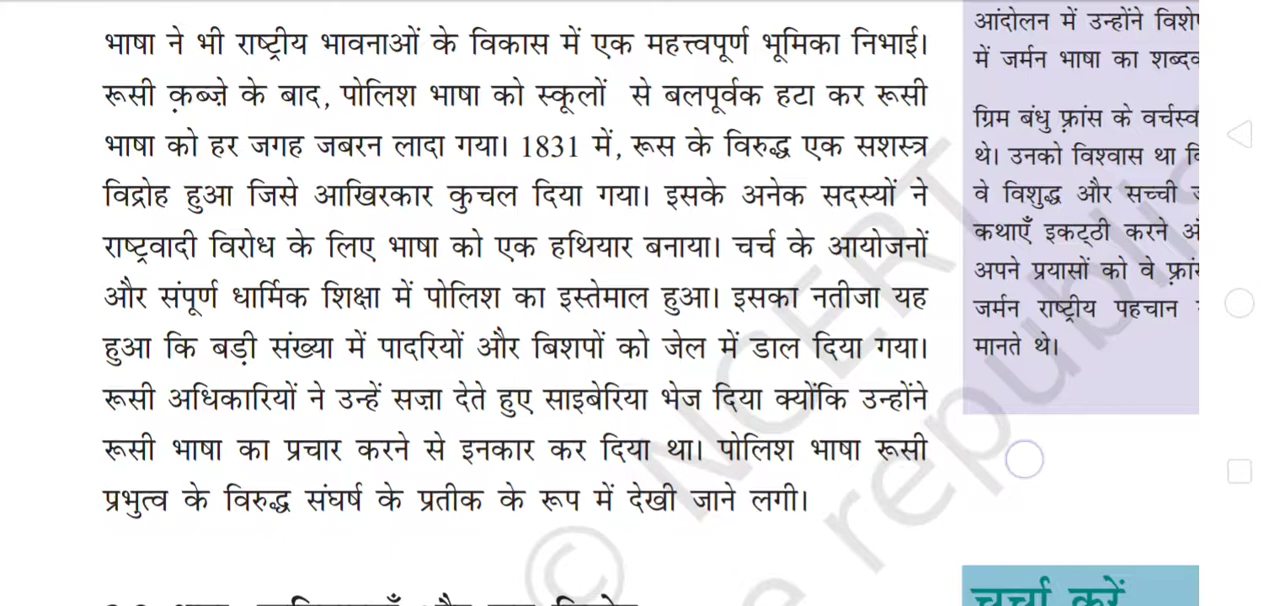 भाषा ने भी राष्ट्रीय भावनाओं के विकास में एक महत्त्वपूर्ण भूमिका निभाई।
रूसी क़ब्ज़े के बाद, पोलिश भाषा को स्कूलों से बलपूर्वक हटा कर रूसी
भाषा को हर जगह जबरन लादा गया। 1831 में, रूस के विरुद्ध एक सशस्त्र
विद्रोह हुआ जिसे आखिरकार कुचल दिया गया। इसके अनेक सदस्यों ने
राष्ट्रवादी विरोध के लिए भाषा को एक हथियार बनाया। चर्च के आयोजनों
और संपूर्ण धार्मिक शिक्षा में पोलिश का इस्तेमाल हुआ। इसका नतीजा यह
हुआ कि बड़ी संख्या में पादरियों और बिशपों को जेल में डाल दिया गया।
रूसी अधिकारियों ने उन्हें सज़ा देते हुए साइबेरिया भेज दिया क्योंकि उन्होंने
रूसी भाषा का प्रचार करने से इनकार कर दिया था। पोलिश भाषा रूसी
प्रभुत्व के विरुद्ध संघर्ष के प्रतीक के रूप में देखी जाने लगी।
आंदोलन में उन्होंने
में जर्मन भाषा का
ग्रिम बंधु फ़्रांस के
थे। उनको विश्वास था
वे विशुद्ध और सच्ची
कथाएँ इकट्ठी करने
अपने प्रयासों को वे
जर्मन राष्ट्रीय पहचान
मानते थे।
चर्चा करें
© NCERT
republis